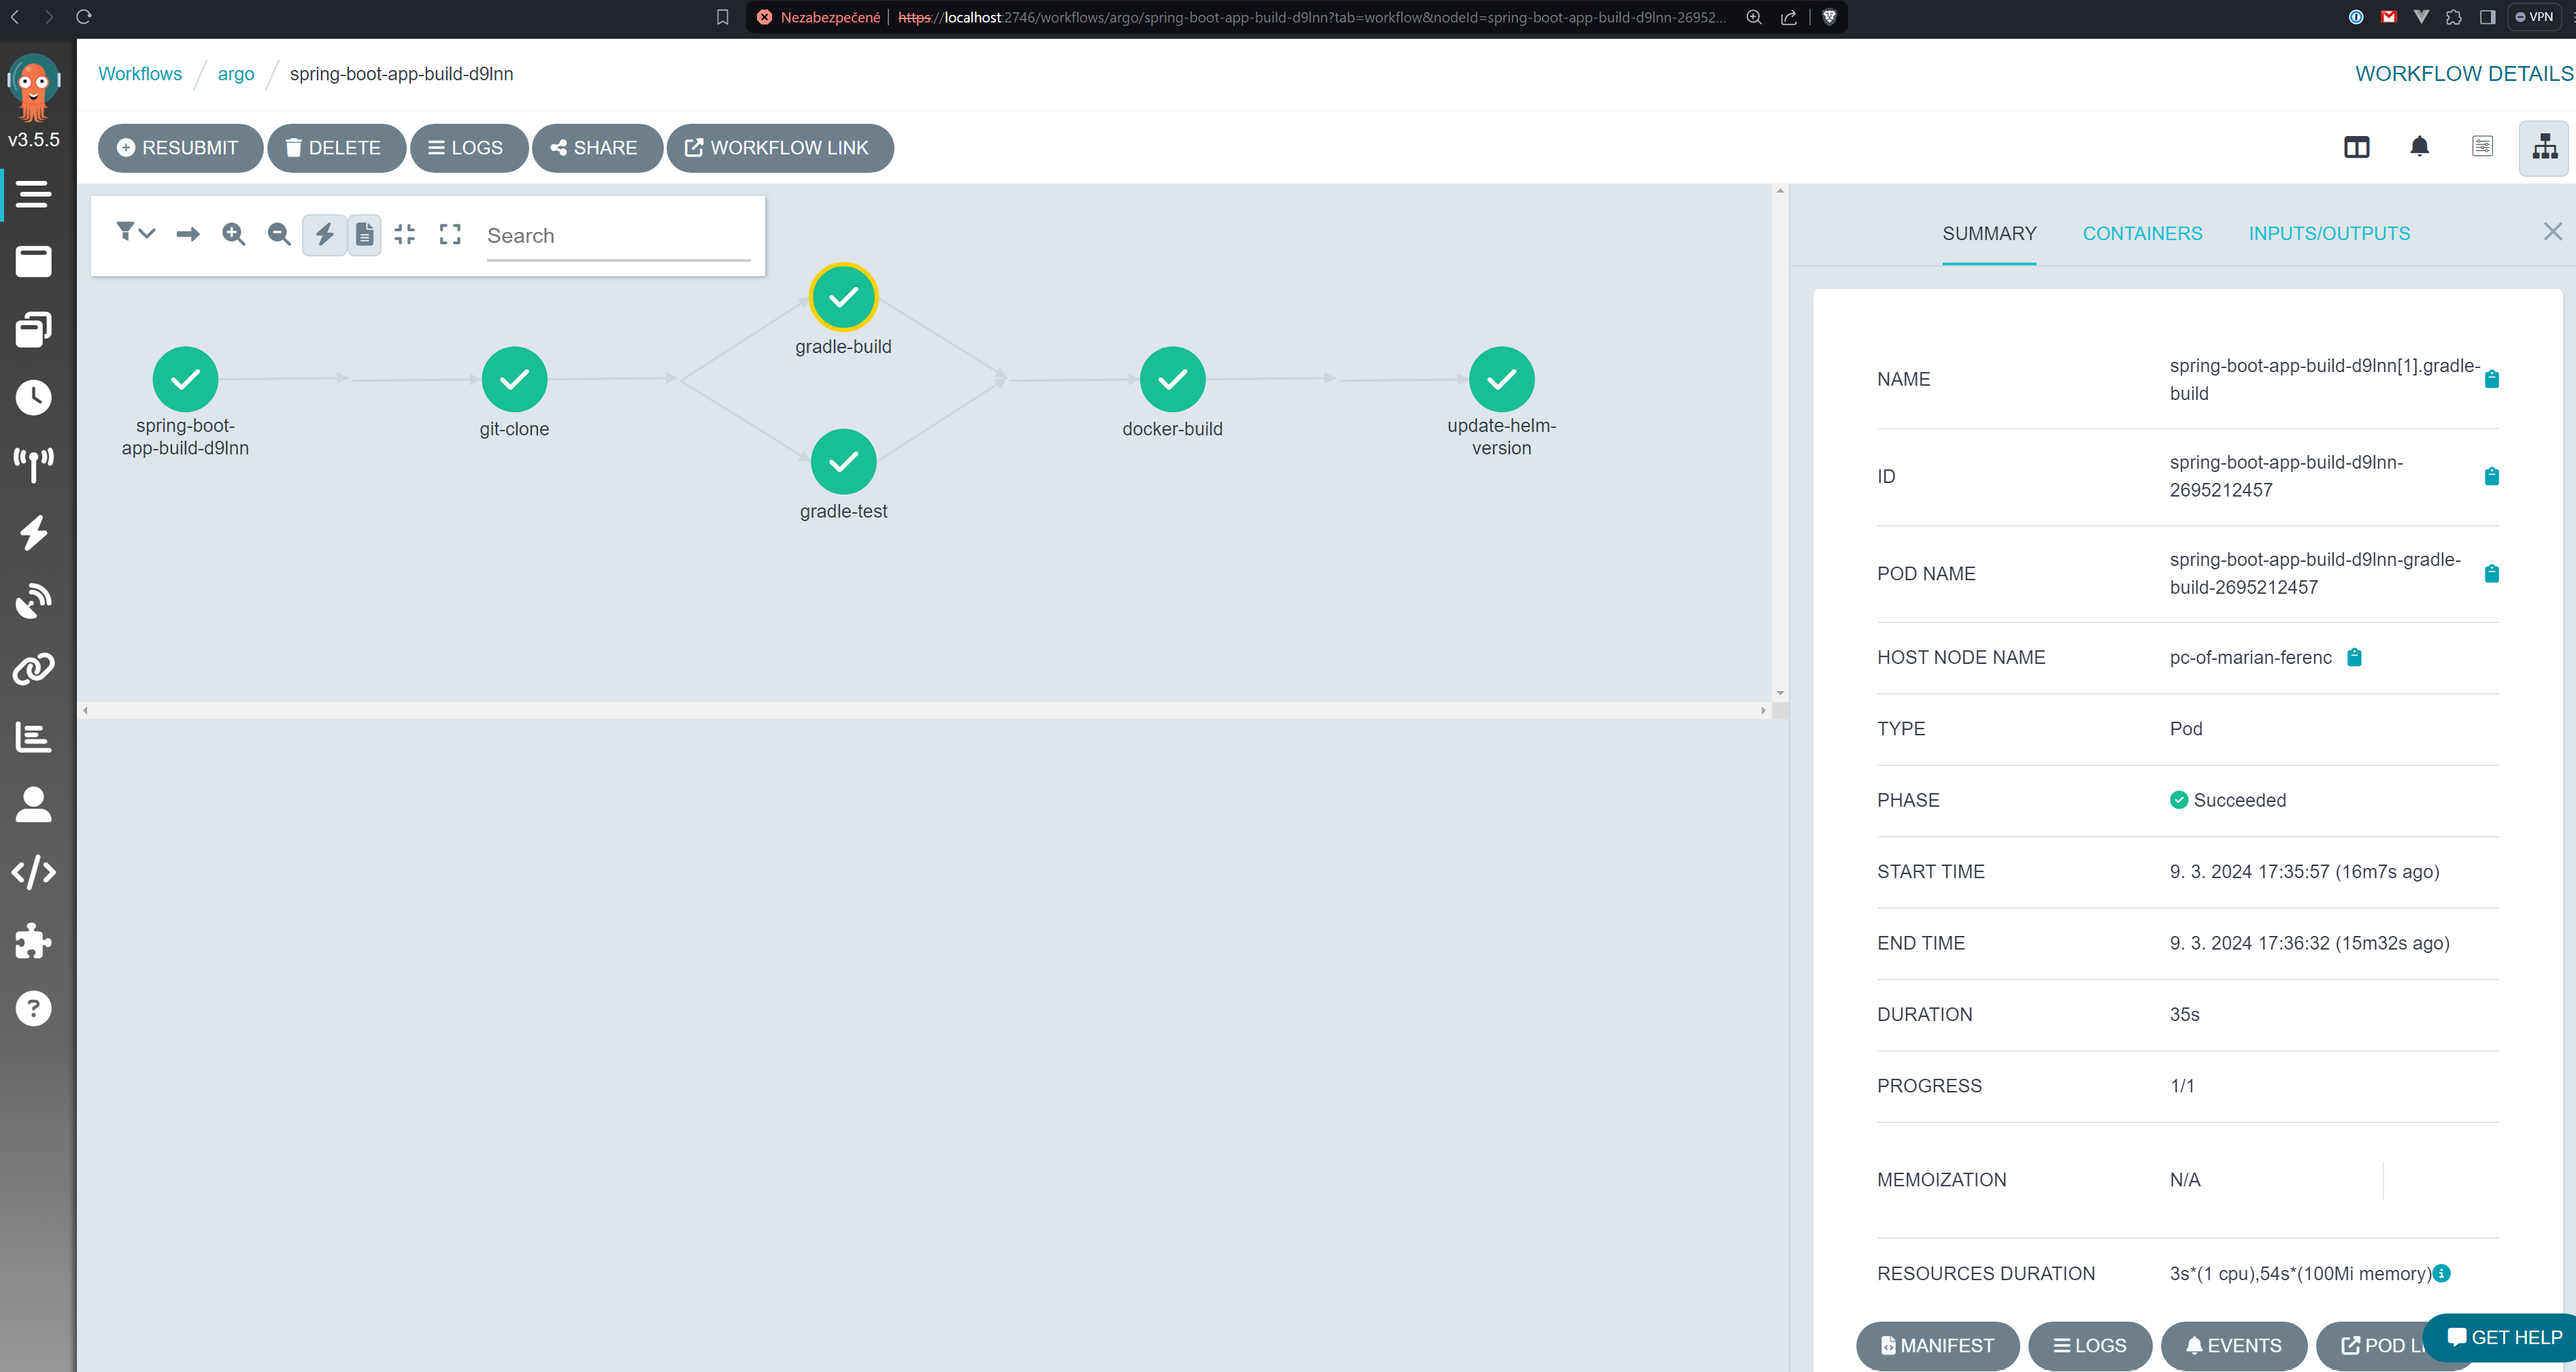 Nezabezpečené https://localhost:2746/workflows/argo/spring-boot-app-build-d9lnn?tab=workflow&nodeId=spring-boot-app-build-d9lnn-26952...
VPN
Workflows / argo / spring-boot-app-build-d9lnn
WORKFLOW DETAILS
v3.5.5
RESUBMIT
DELETE
LOGS
SHARE
WORKFLOW LINK
Search
spring-boot-
app-build-d9lnn
git-clone
gradle-build
gradle-test
docker-build
update-helm-
version
SUMMARY
CONTAINERS
INPUTS/OUTPUTS
NAME
spring-boot-app-build-d9lnn[1].gradle-
build
ID
spring-boot-app-build-d9lnn-
2695212457
POD NAME
spring-boot-app-build-d9lnn-gradle-
build-2695212457
HOST NODE NAME
pc-of-marian-ferenc
TYPE
Pod
PHASE
Succeeded
START TIME
9. 3. 2024 17:35:57 (16m7s ago)
END TIME
9. 3. 2024 17:36:32 (15m32s ago)
DURATION
35s
PROGRESS
1/1
MEMOIZATION
N/A
RESOURCES DURATION
3s*(1 cpu),54s*(100Mi memory)
MANIFEST
LOGS
EVENTS
POD
GET HELP